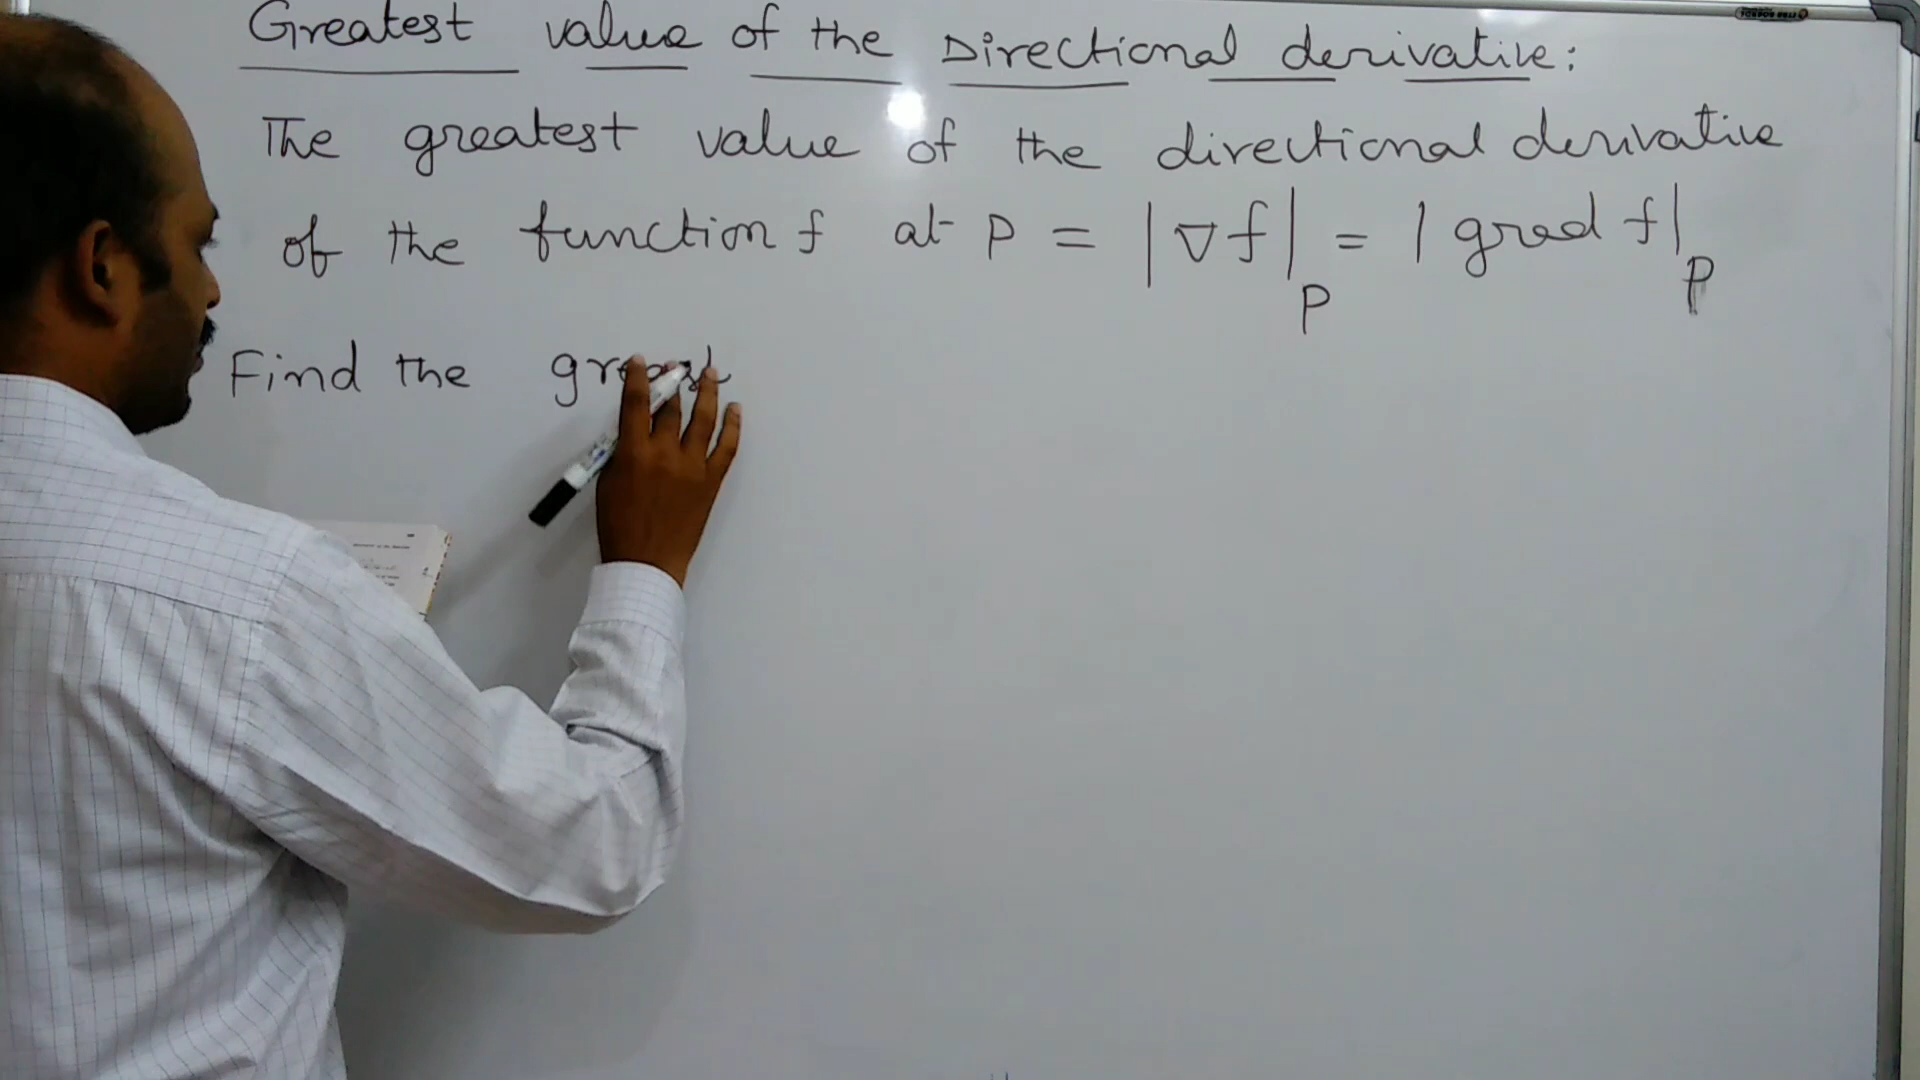 Greatest value of the Directional derivative:
The greatest value of the directional derivative
of the function f at P = |∇f|P = |grad f|P
Find the